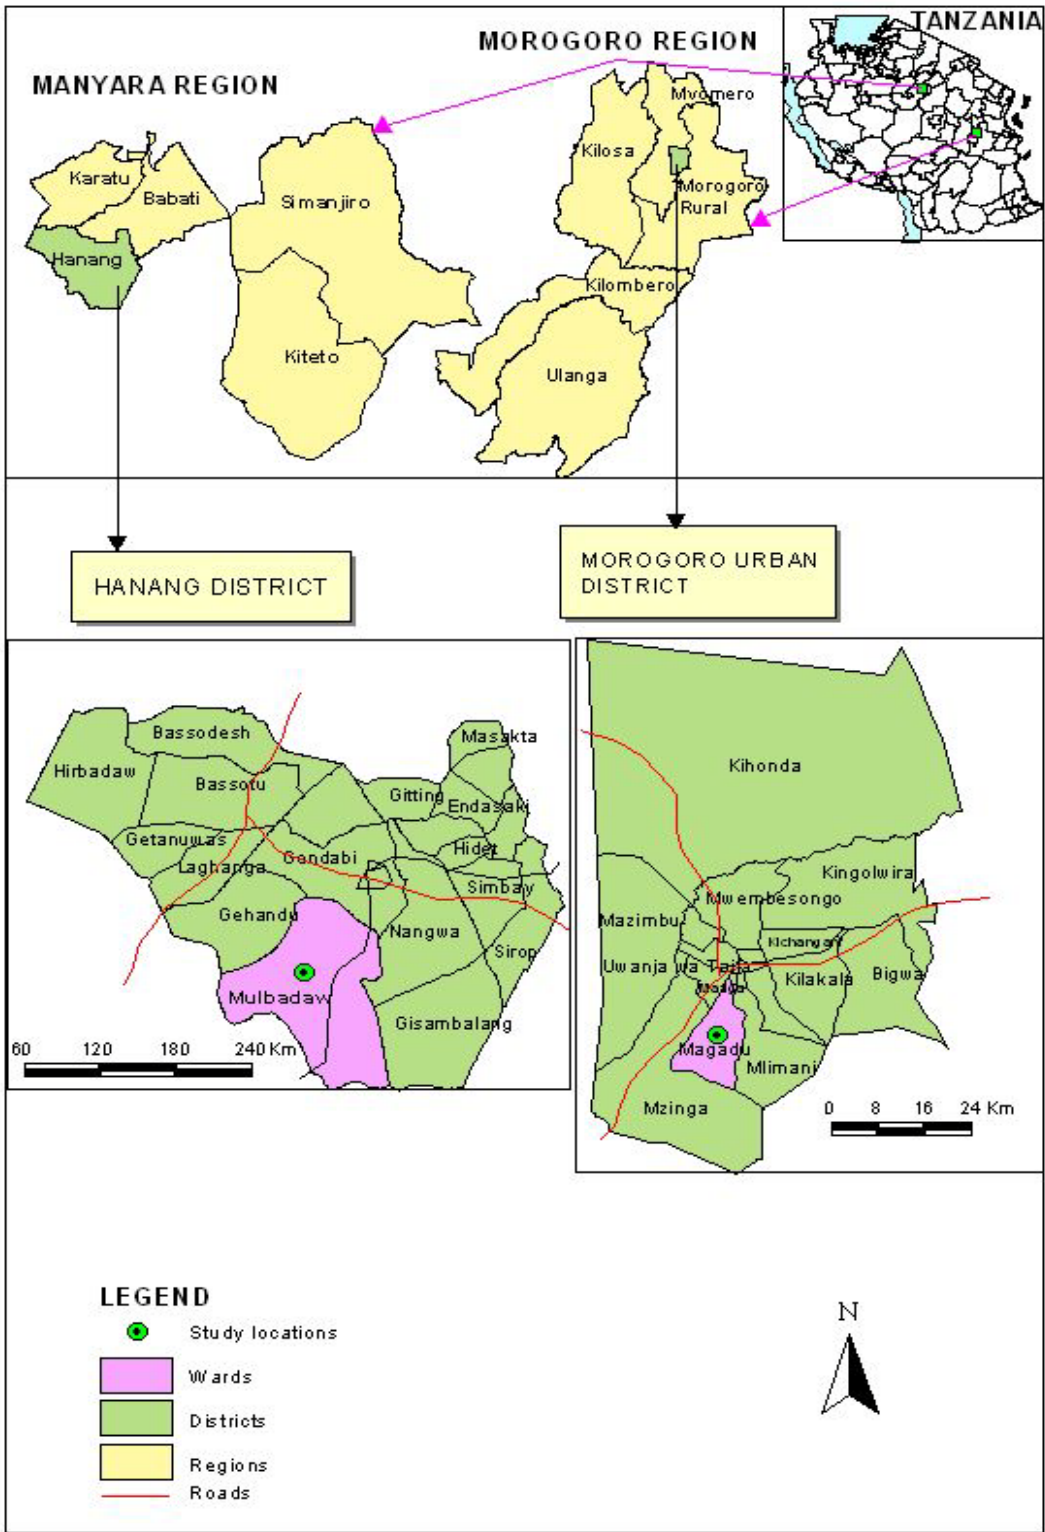 TANZANIA
MOROGORO REGION
MANYARA REGION
Mvomero
Kilosa
Karatu
Babati
Simanjiro
Morogoro
Rural
Hanang
Kilombero
Kiteto
Ulanga
HANANG DISTRICT
MOROGORO URBAN
DISTRICT
Bassodesh
Masakta
Hirbadaw
Bassotu
Gitting
Endasaki
Getanuwas
Laghanga
Gendabi
Hidet
Simbay
Gehandu
Nangwa
Sirop
Mulbadaw
Gisambalang
60 120 180 240 Km
Kihonda
Kingolwira
Mwembesongo
Mazimbu
Kichangani
Uwanja wa Taifa
Kilakala
Bigwa
Magadu
Mlimani
Mzinga
0 8 16 24 Km
LEGEND
Study locations
Wards
Districts
Regions
Roads
N